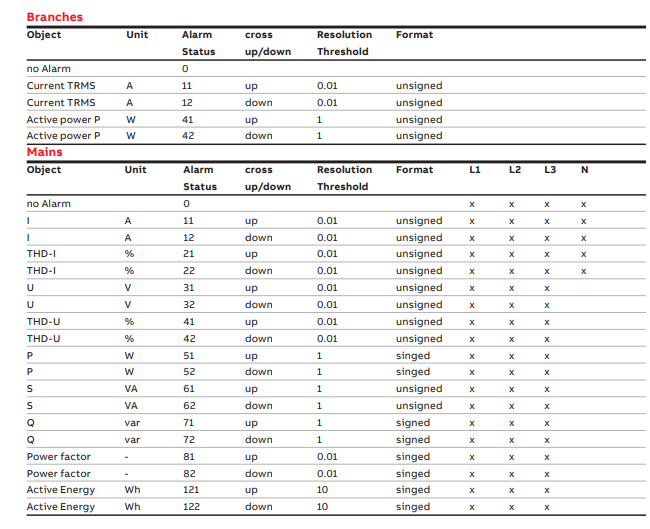 Branches
Object Unit Alarm cross Resolution Format
Status up/down Threshold
no Alarm 0
Current TRMS A 11 up 0.01 unsigned
Current TRMS A 12 down 0.01 unsigned
Active power P W 41 up 1 unsigned
Active power P W 42 down 1 unsigned
Mains
Object Unit Alarm cross Resolution Format L1 L2 L3 N
Status up/down Threshold
no Alarm 0 x x x x
I A 11 up 0.01 unsigned x x x x
I A 12 down 0.01 unsigned x x x x
THD-I % 21 up 0.01 unsigned x x x x
THD-I % 22 down 0.01 unsigned x x x x
U V 31 up 0.01 unsigned x x x
U V 32 down 0.01 unsigned x x x
THD-U % 41 up 0.01 unsigned x x x
THD-U % 42 down 0.01 unsigned x x x
P W 51 up 1 singed x x x
P W 52 down 1 singed x x x
S VA 61 up 1 unsigned x x x
S VA 62 down 1 unsigned x x x
Q var 71 up 1 signed x x x
Q var 72 down 1 signed x x x
Power factor - 81 up 0.01 singed x x x
Power factor - 82 down 0.01 singed x x x
Active Energy Wh 121 up 10 singed x x x
Active Energy Wh 122 down 10 singed x x x